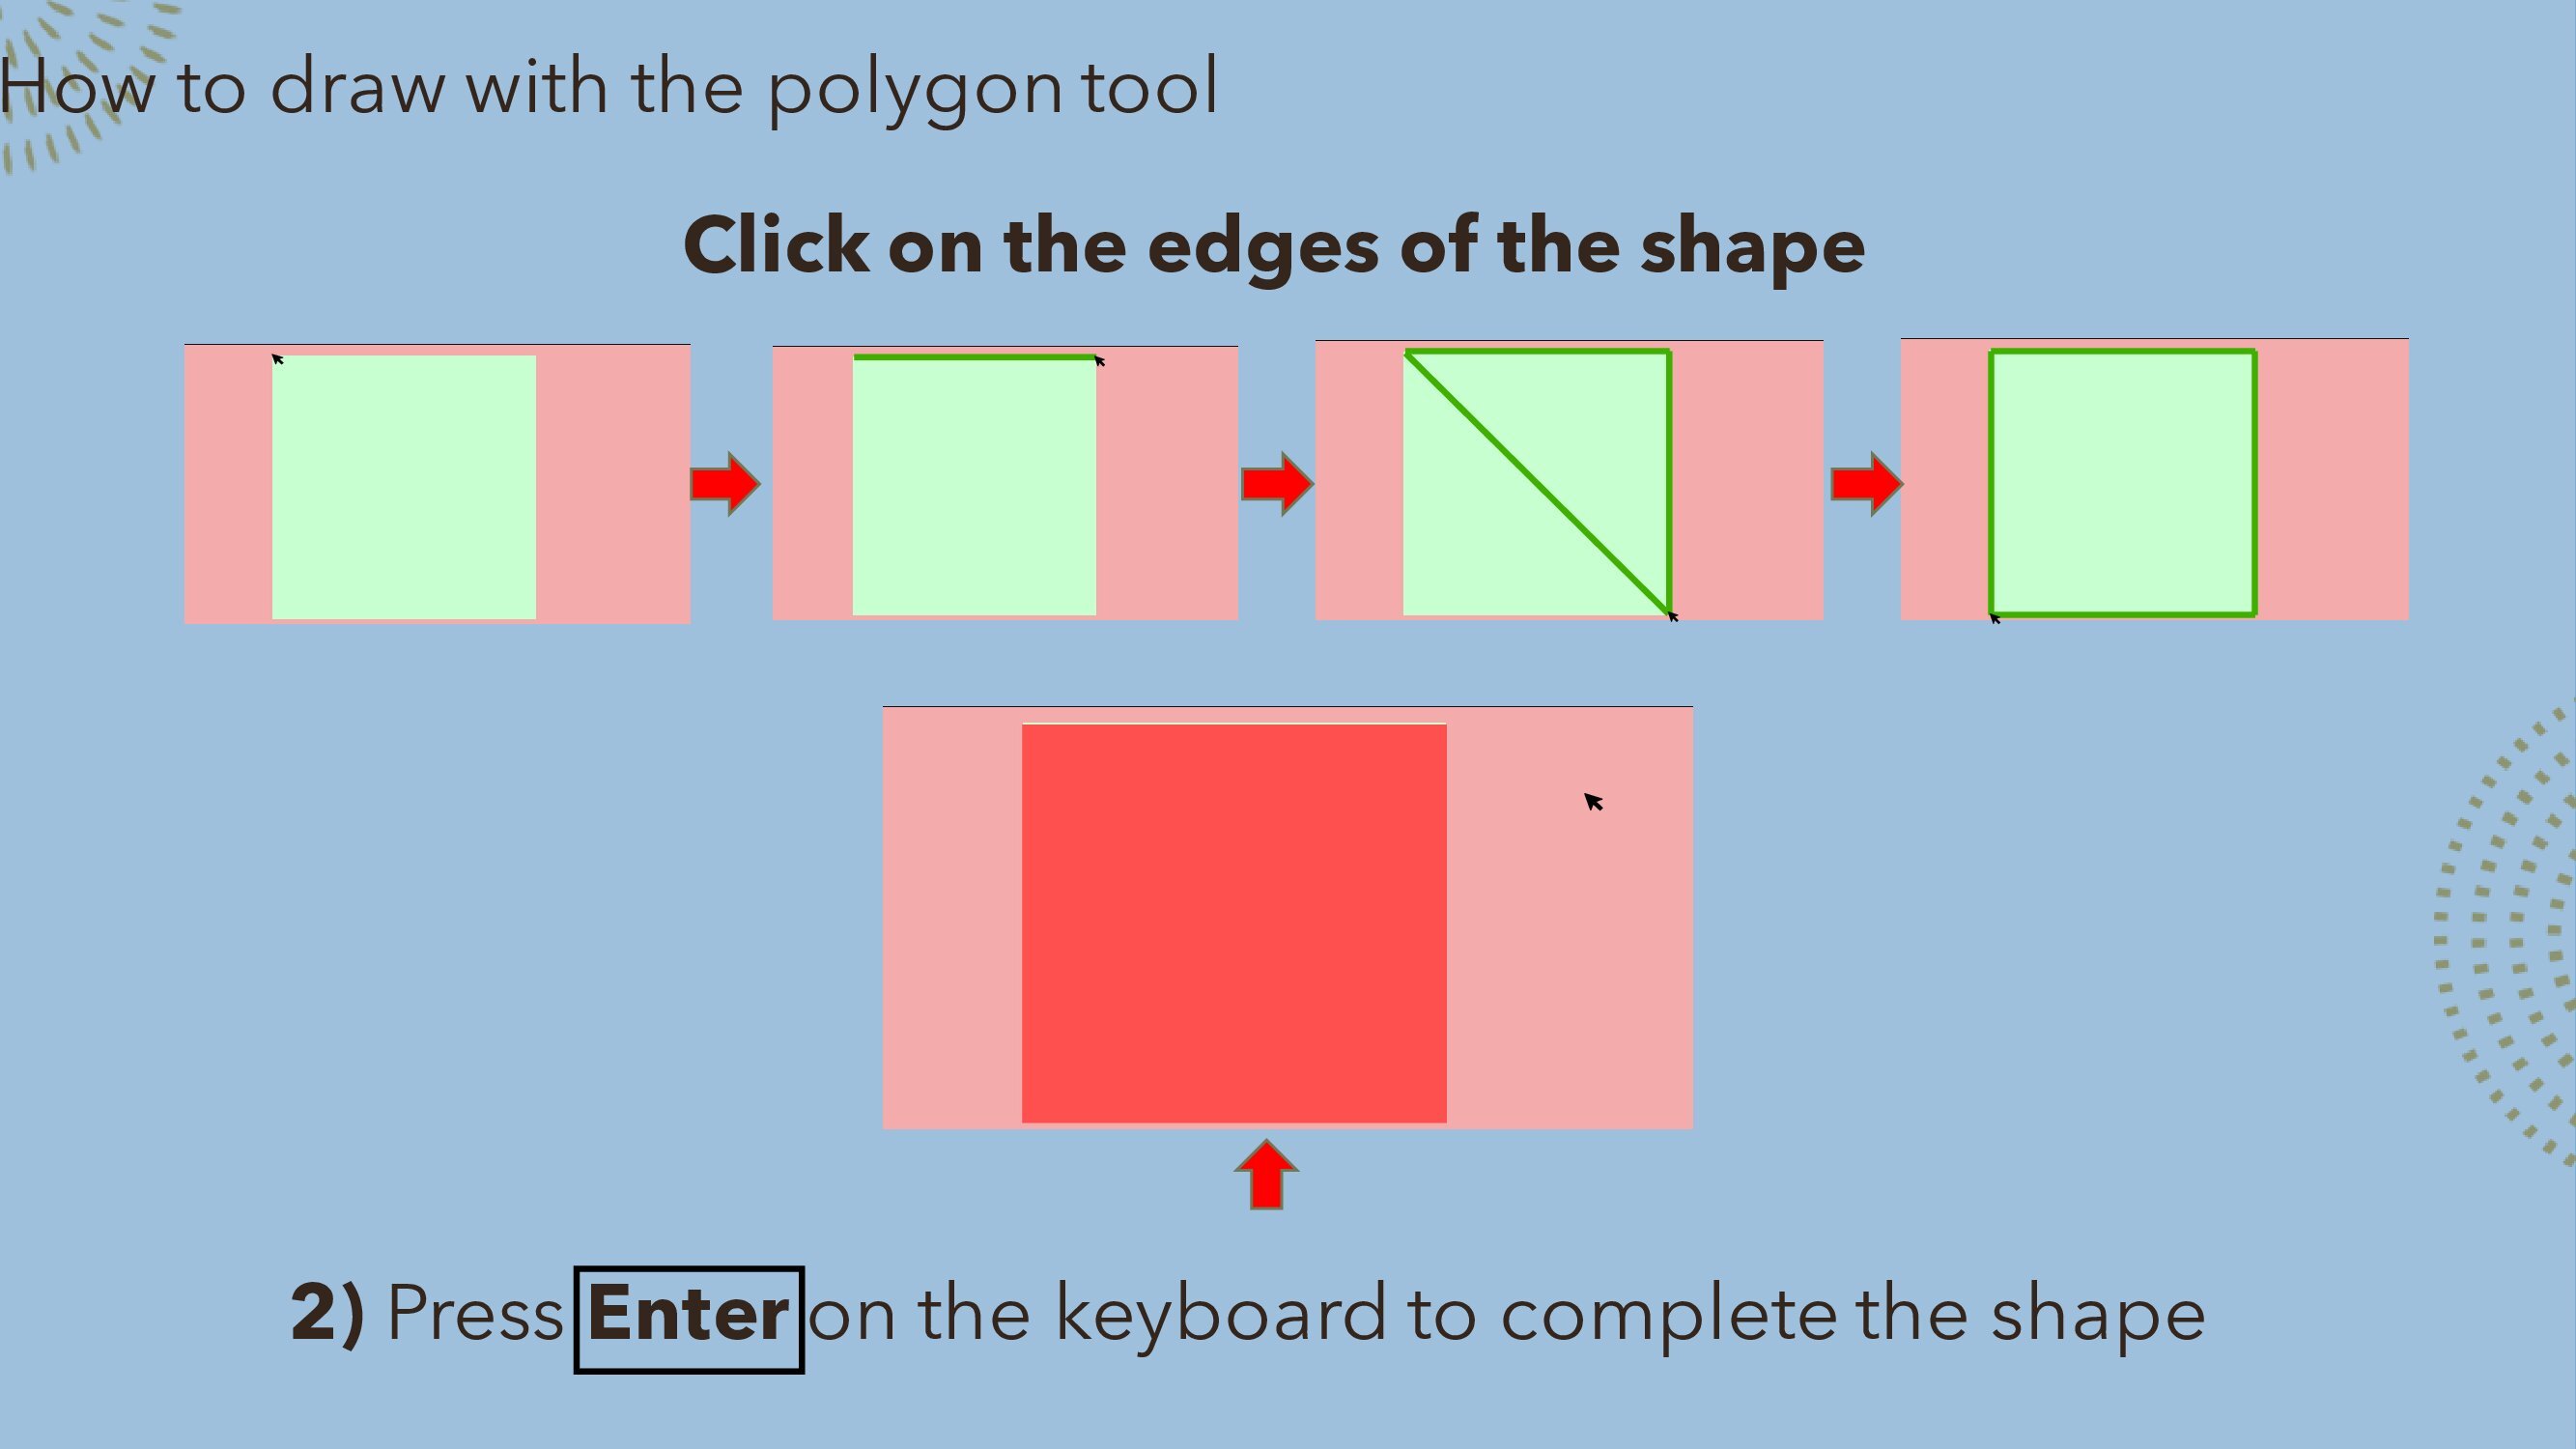 How to draw with the polygon tool
Click on the edges of the shape
2) Press Enter on the keyboard to complete the shape